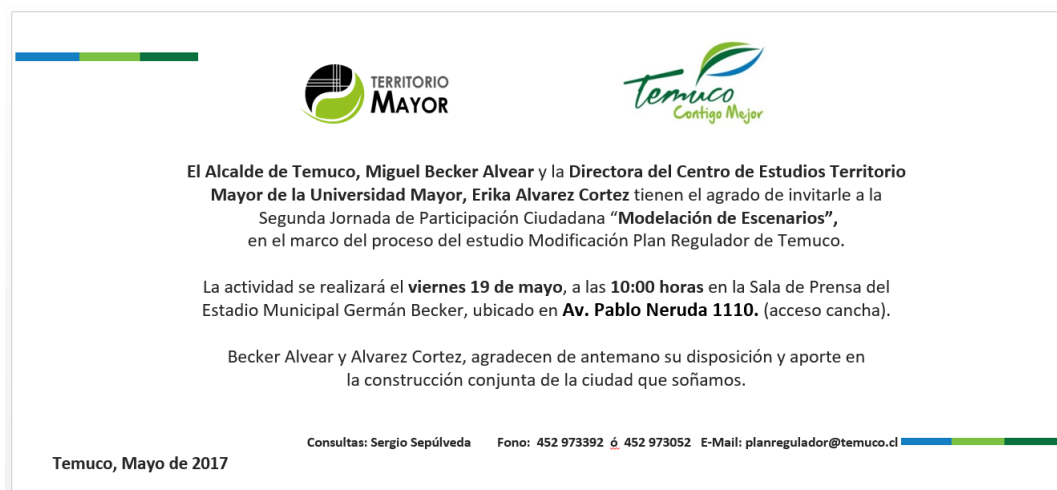 TERRITORIO
MAYOR
Temuco
Contigo Mejor
El Alcalde de Temuco, Miguel Becker Alvear y la Directora del Centro de Estudios Territorio
Mayor de la Universidad Mayor, Erika Alvarez Cortez tienen el agrado de invitarle a la
Segunda Jornada de Participación Ciudadana “Modelación de Escenarios”,
en el marco del proceso del estudio Modificación Plan Regulador de Temuco.
La actividad se realizará el viernes 19 de mayo, a las 10:00 horas en la Sala de Prensa del
Estadio Municipal Germán Becker, ubicado en Av. Pablo Neruda 1110. (acceso cancha).
Becker Alvear y Alvarez Cortez, agradecen de antemano su disposición y aporte en
la construcción conjunta de la ciudad que soñamos.
Consultas: Sergio Sepúlveda Fono: 452 973392 ó 452 973052 E-Mail: planregulador@temuco.cl
Temuco, Mayo de 2017